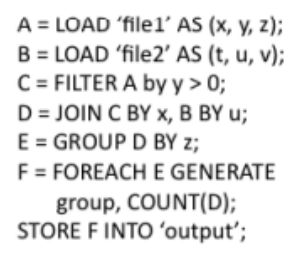 A = LOAD ‘file1’ AS (x, y, z);
B = LOAD ‘file2’ AS (t, u, v);
C = FILTER A by y > 0;
D = JOIN C BY x, B BY u;
E = GROUP D BY z;
F = FOREACH E GENERATE
group, COUNT(D);
STORE F INTO ‘output’;